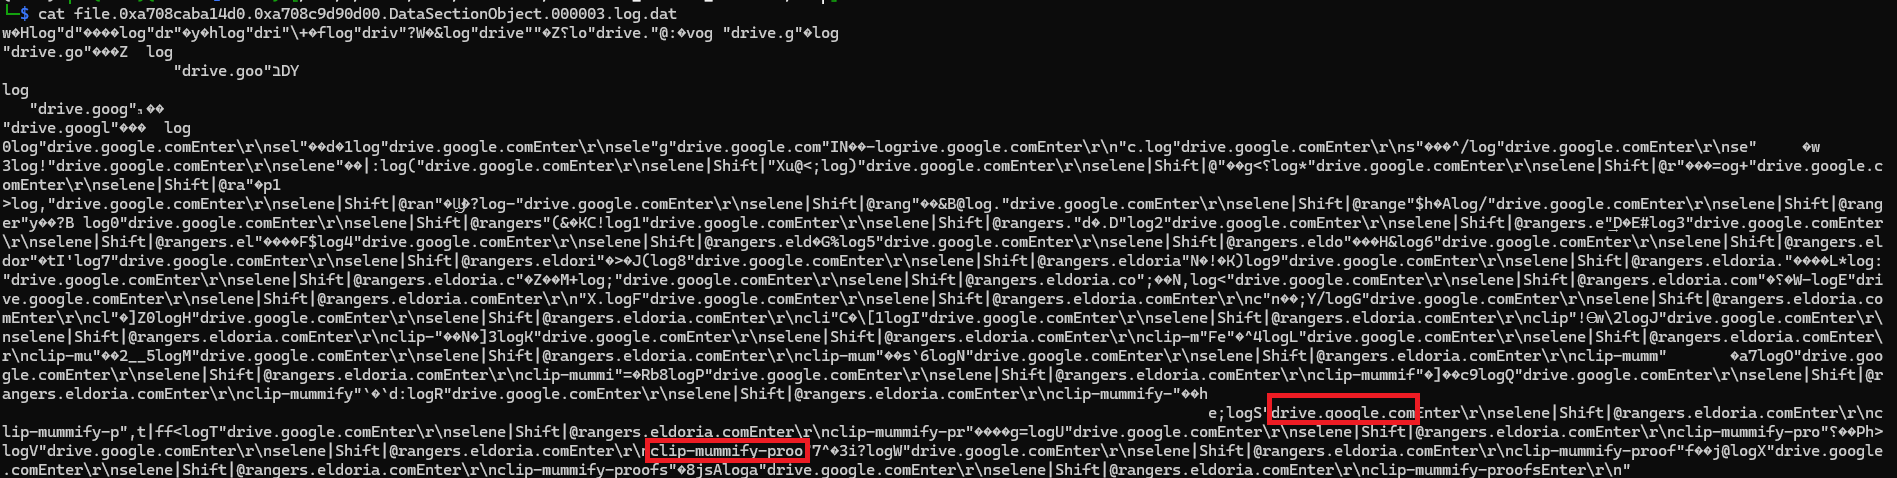 └─$ cat file.0xa708caba14d0.0xa708c9d90d00.DataSectionObject.000003.log.dat
w�Hlog"d"����log"dr"�y�hlog"dri"\+�flog"driv"?W�&log"drive""�Z؟lo"drive."@:�vog "drive.g"�log
"drive.go"���Z  log
"drive.goo"בDY
log
"drive.goog"؛��
"drive.googl"���  log
0log"drive.google.comEnter\r\nsel"��d�1log"drive.google.comEnter\r\nsele"g"drive.google.com"IN��-logrive.google.comEnter\r\n"c.log"drive.google.comEnter\r\ns"���^/log"drive.google.comEnter\r\nse"     �w
3log!"drive.google.comEnter\r\nselene"��|:log("drive.google.comEnter\r\nselene|Shift|"Xu@<;log)"drive.google.comEnter\r\nselene|Shift|@"��g<؟log*"drive.google.comEnter\r\nselene|Shift|@r"���=og+"drive.google.c
omEnter\r\nselene|Shift|@ra"�p1
>log,"drive.google.comEnter\r\nselene|Shift|@ran"�Ϣ�?log-"drive.google.comEnter\r\nselene|Shift|@rang"��&B@log."drive.google.comEnter\r\nselene|Shift|@range"$h�Alog/"drive.google.comEnter\r\nselene|Shift|@rang
er"y��?B log0"drive.google.comEnter\r\nselene|Shift|@rangers"(&�KC!log1"drive.google.comEnter\r\nselene|Shift|@rangers."d�.D"log2"drive.google.comEnter\r\nselene|Shift|@rangers.e"D�E#log3"drive.google.comEnter
\r\nselene|Shift|@rangers.el"����F$log4"drive.google.comEnter\r\nselene|Shift|@rangers.eld�G%log5"drive.google.comEnter\r\nselene|Shift|@rangers.eldo"���H&log6"drive.google.comEnter\r\nselene|Shift|@rangers.el
dor"�tI'log7"drive.google.comEnter\r\nselene|Shift|@rangers.eldori"�>�J(log8"drive.google.comEnter\r\nselene|Shift|@rangers.eldoria"N�!�K)log9"drive.google.comEnter\r\nselene|Shift|@rangers.eldoria."����L*log:
"drive.google.comEnter\r\nselene|Shift|@rangers.eldoria.c"�Z��M+log;"drive.google.comEnter\r\nselene|Shift|@rangers.eldoria.co";��N,log<"drive.google.comEnter\r\nselene|Shift|@rangers.eldoria.com"�؟�W-logE"dri
ve.google.comEnter\r\nselene|Shift|@rangers.eldoria.comEnter\r\n"X.logF"drive.google.comEnter\r\nselene|Shift|@rangers.eldoria.comEnter\r\nc"n��;Y/logG"drive.google.comEnter\r\nselene|Shift|@rangers.eldoria.co
mEnter\r\ncl"�]Z0logH"drive.google.comEnter\r\nselene|Shift|@rangers.eldoria.comEnter\r\ncli"C�\[1logI"drive.google.comEnter\r\nselene|Shift|@rangers.eldoria.comEnter\r\nclip"!Ѳw\2logJ"drive.google.comEnter\r\
nselene|Shift|@rangers.eldoria.comEnter\r\nclip-"��N�]3logK"drive.google.comEnter\r\nselene|Shift|@rangers.eldoria.comEnter\r\nclip-m"Fe"�^4logL"drive.google.comEnter\r\nselene|Shift|@rangers.eldoria.comEnter\
r\nclip-mu"��2__5logM"drive.google.comEnter\r\nselene|Shift|@rangers.eldoria.comEnter\r\nclip-mum"��s`6logN"drive.google.comEnter\r\nselene|Shift|@rangers.eldoria.comEnter\r\nclip-mumm"       �a7logO"drive.goo
gle.comEnter\r\nselene|Shift|@rangers.eldoria.comEnter\r\nclip-mummi"=�Rb8logP"drive.google.comEnter\r\nselene|Shift|@rangers.eldoria.comEnter\r\nclip-mummif"�]��c9logQ"drive.google.comEnter\r\nselene|Shift|@r
angers.eldoria.comEnter\r\nclip-mummify"`�`d:logR"drive.google.comEnter\r\nselene|Shift|@rangers.eldoria.comEnter\r\nclip-mummify-"��h
e;logS"drive.google.comEnter\r\nselene|Shift|@rangers.eldoria.comEnter\r\nc
lip-mummify-p",t|ff<logT"drive.google.comEnter\r\nselene|Shift|@rangers.eldoria.comEnter\r\nclip-mummify-pr"����g=logU"drive.google.comEnter\r\nselene|Shift|@rangers.eldoria.comEnter\r\nclip-mummify-pro"؟��Ph>
logV"drive.google.comEnter\r\nselene|Shift|@rangers.eldoria.comEnter\r\nclip-mummify-proo"7^�3i?logW"drive.google.comEnter\r\nselene|Shift|@rangers.eldoria.comEnter\r\nclip-mummify-proof"f��j@logX"drive.google
.comEnter\r\nselene|Shift|@rangers.eldoria.comEnter\r\nclip-mummify-proofs"�8jsAloga"drive.google.comEnter\r\nselene|Shift|@rangers.eldoria.comEnter\r\nclip-mummify-proofsEnter\r\n"